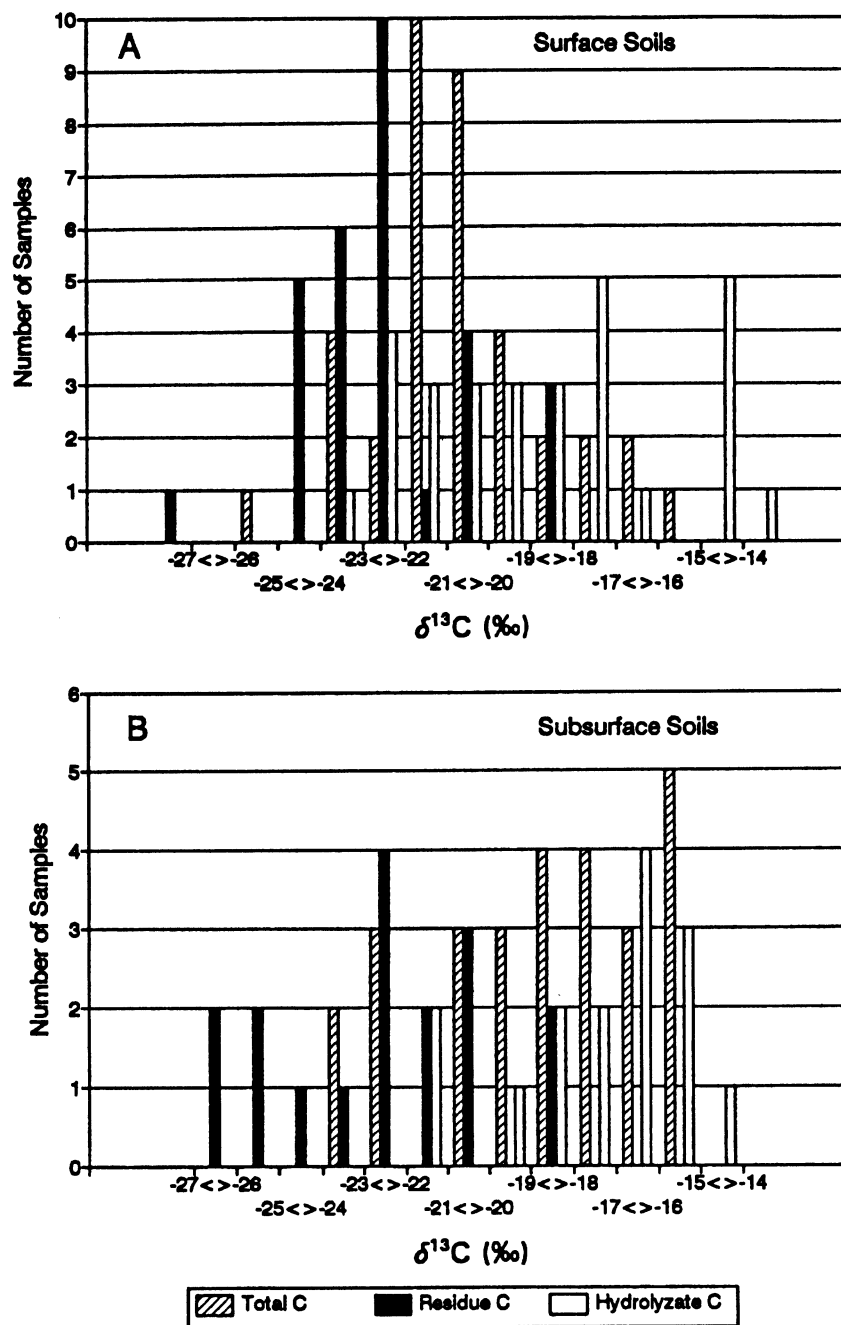 A
Surface Soils
10
9
8
7
6
5
4
3
2
1
0
Number of Samples
-27<>-26
-23<>-22
-19<>-18
-15<>-14
-25<>-24
-21<>-20
-17<>-16
δ¹³C (‰)
B
Subsurface Soils
6
5
4
3
2
1
0
Number of Samples
-27<>-26
-23<>-22
-19<>-18
-15<>-14
-25<>-24
-21<>-20
-17<>-16
δ¹³C (‰)
Total C
Residue C
Hydrolyzate C